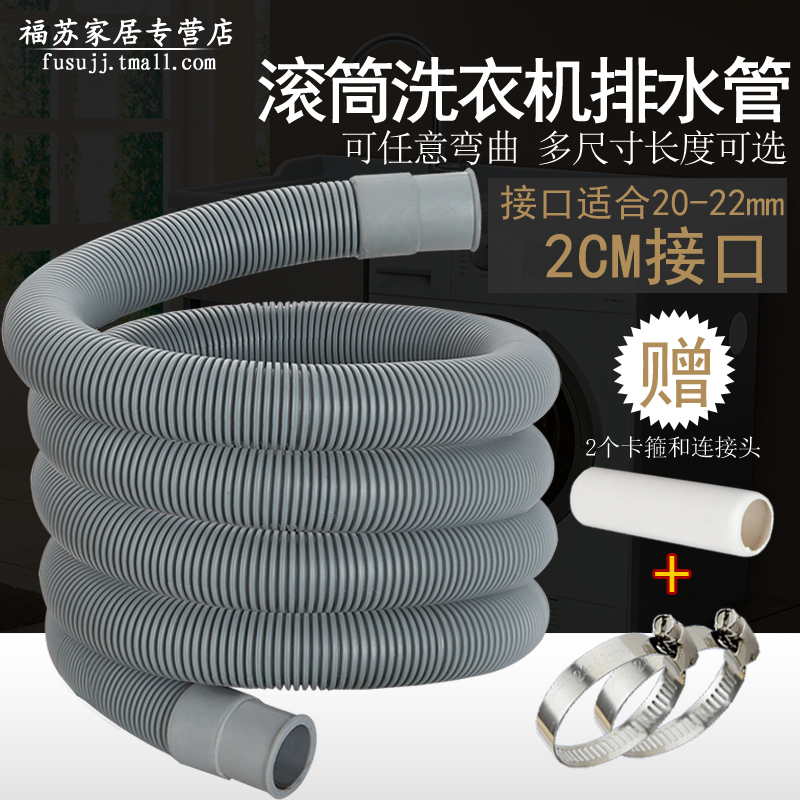 福苏家居专营店
fusujj.tmall.com
滚筒洗衣机排水管
可任意弯曲 多尺寸长度可选
接口适合20-22mm
2CM接口
赠
2个卡箍和连接头
+